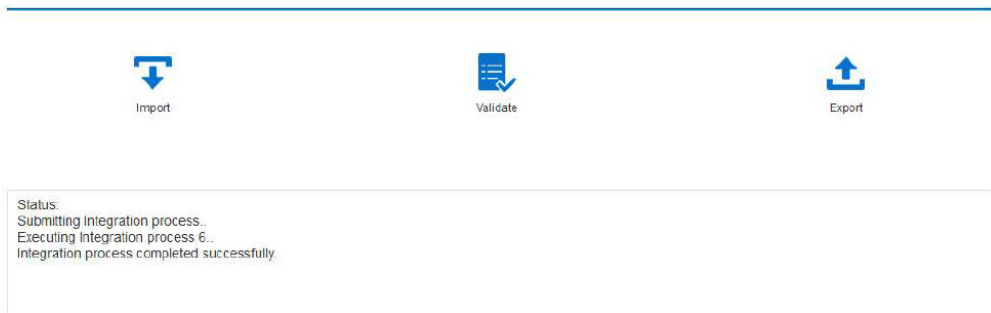 Import
Validate
Export
Status:
Submitting Integration process..
Executing Integration process 6..
Integration process completed successfully.